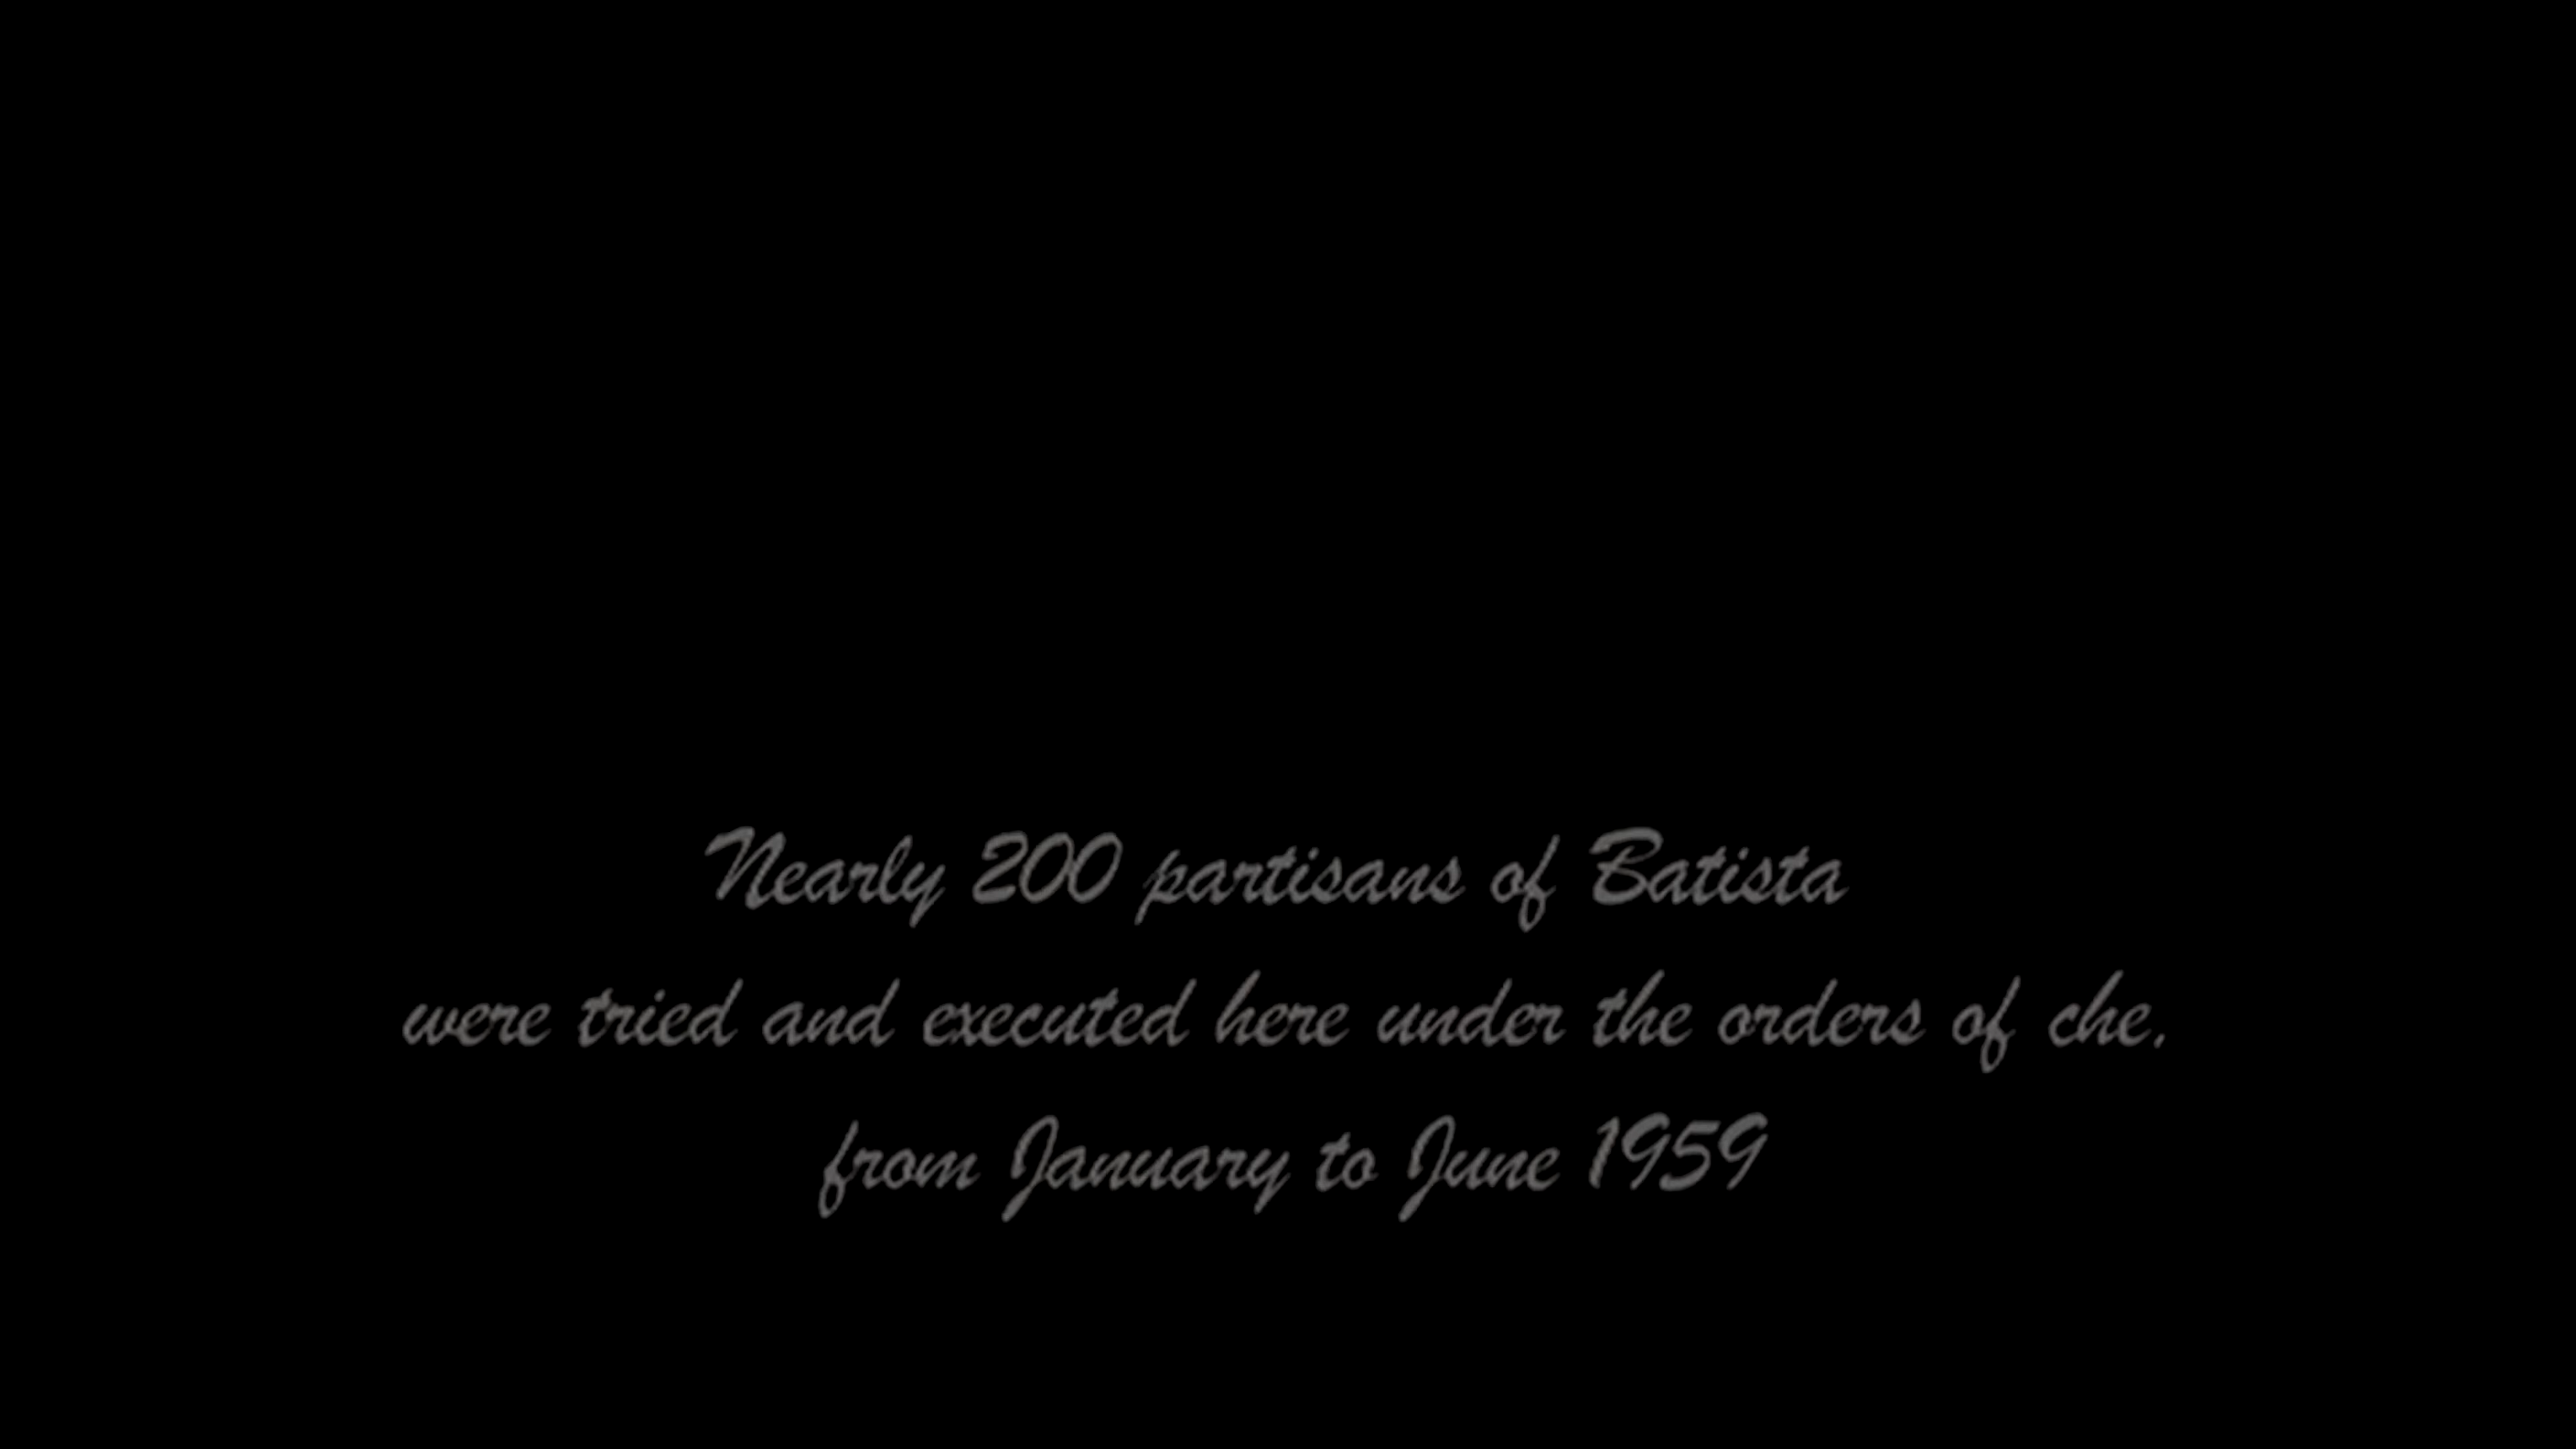 Nearly 200 partisans of Batista
were tried and executed here under the orders of che,
from January to June 1959